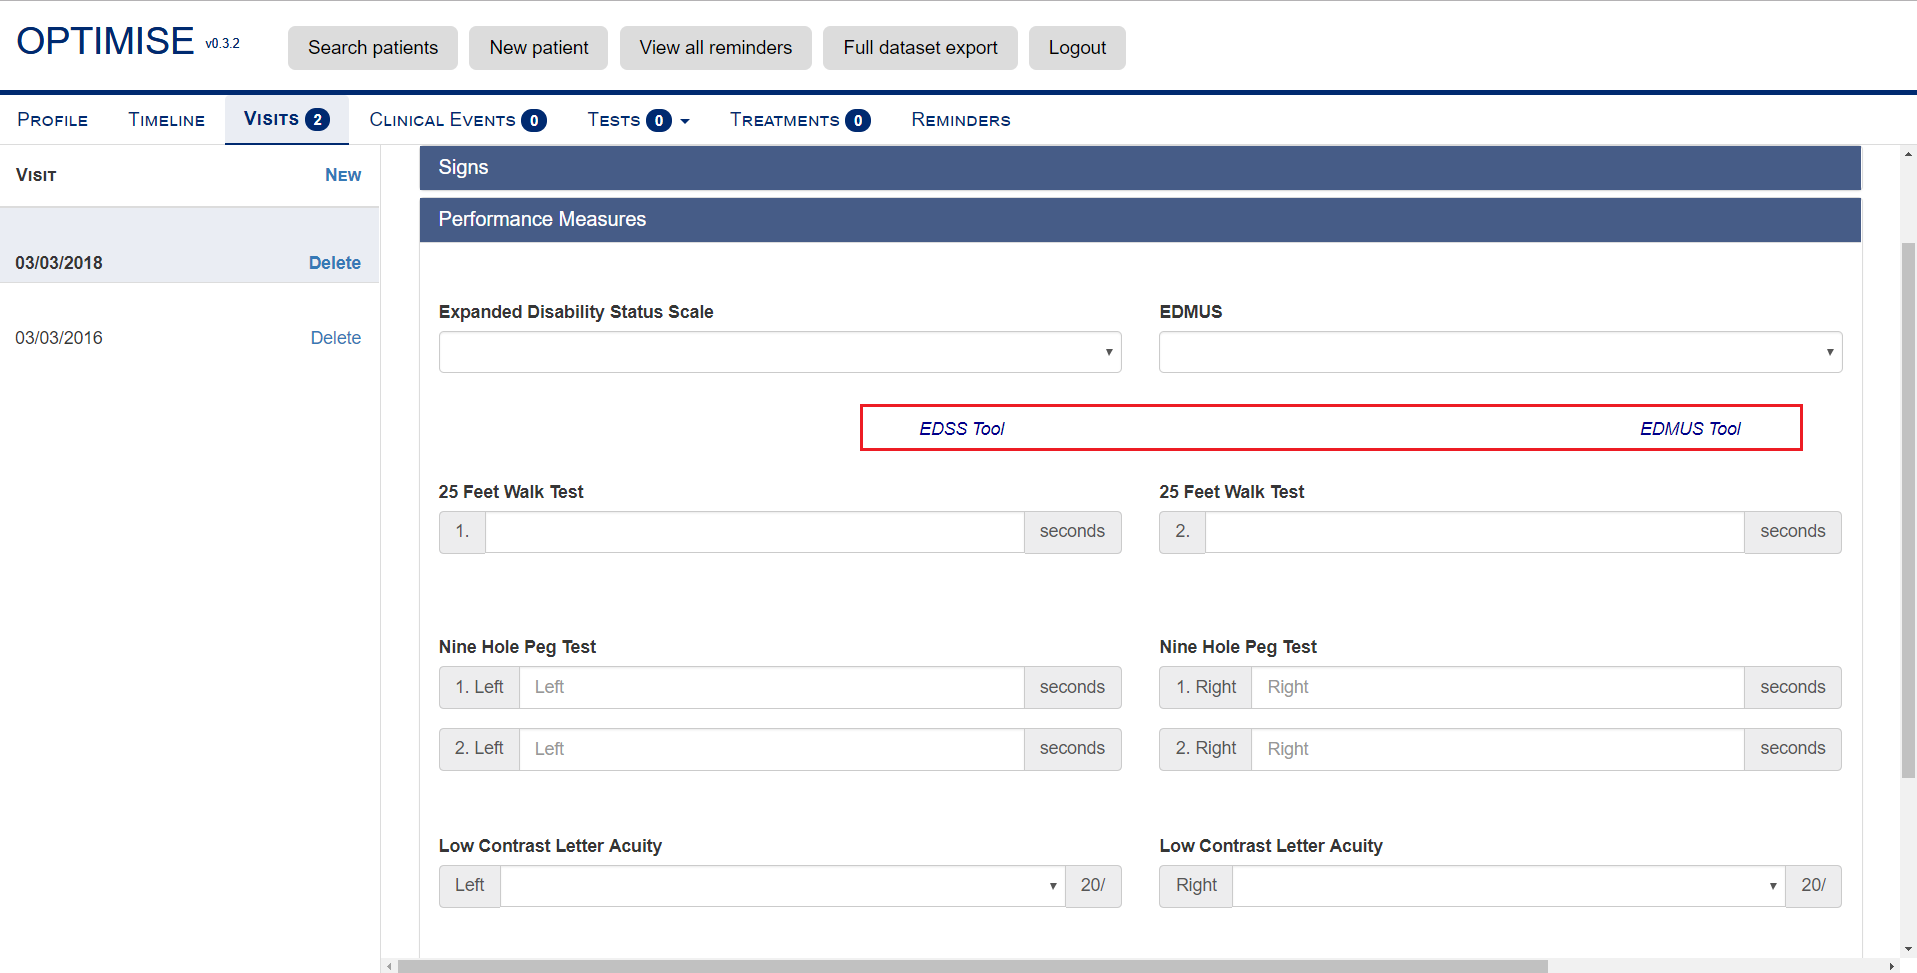 OPTIMISE v0.3.2 Search patients New patient View all reminders Full dataset export Logout
PROFILE TIMELINE VISITS 2 CLINICAL EVENTS 0 TESTS 0 TREATMENTS 0 REMINDERS
VISIT NEW
03/03/2018 Delete
03/03/2016 Delete
Signs
Performance Measures
Expanded Disability Status Scale EDMUS
EDSS Tool EDMUS Tool
25 Feet Walk Test 25 Feet Walk Test
1. seconds 2. seconds
Nine Hole Peg Test Nine Hole Peg Test
1. Left Left seconds 1. Right Right seconds
2. Left Left seconds 2. Right Right seconds
Low Contrast Letter Acuity Low Contrast Letter Acuity
Left 20/ Right 20/